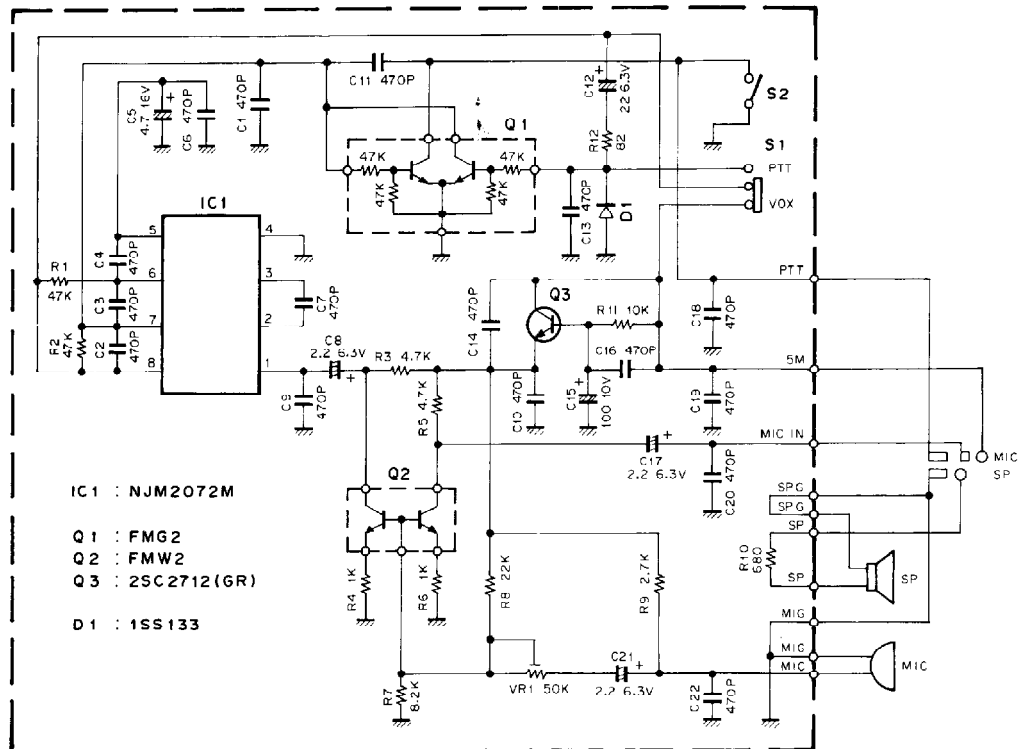 C11 470P
C12
22 6.3V
S2
C5
4.7 16V
+
C6 470P
C1 470P
Q1
R12
82
S1
47K
47K
47K
47K
PTT
VOX
C13
470P
D1
IC1
5
4
6
3
7
2
8
1
R1
47K
R2
47K
C4
470P
C3
470P
C2
470P
C7
470P
PTT
Q3
R11 10K
C14
470P
C16 470P
C18
470P
C8
2.2 6.3V
+
R3 4.7K
5M
C9
470P
R5 4.7K
C10
470P
C15
+
100 10V
C19
470P
MIC IN
MIC
SP
C17
+
2.2 6.3V
C20
470P
SPG
SPG
SP
SP
R10
680
SP
Q2
IC1 : NJM2072M
Q1 : FMG2
Q2 : FMW2
Q3 : 2SC2712(GR)
D1 : 1SS133
R4 1K
R6 1K
R8 22K
R9 2.7K
MIG
MIG
MIC
MIC
R7
8.2K
VR1 50K
C21
+
2.2 6.3V
C22
470P